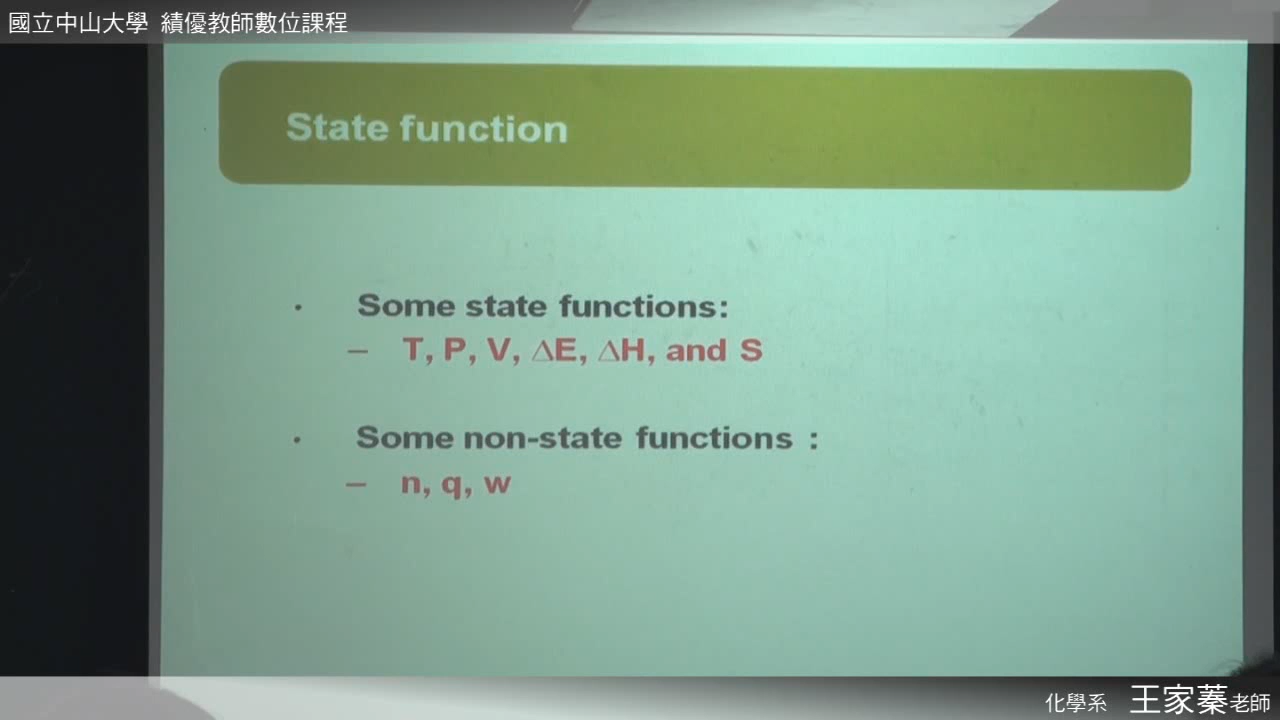 國立中山大學 績優教師數位課程
State function
· Some state functions:
– T, P, V, ∆E, ∆H, and S
· Some non-state functions :
– n, q, w
化學系 王家蓁老師